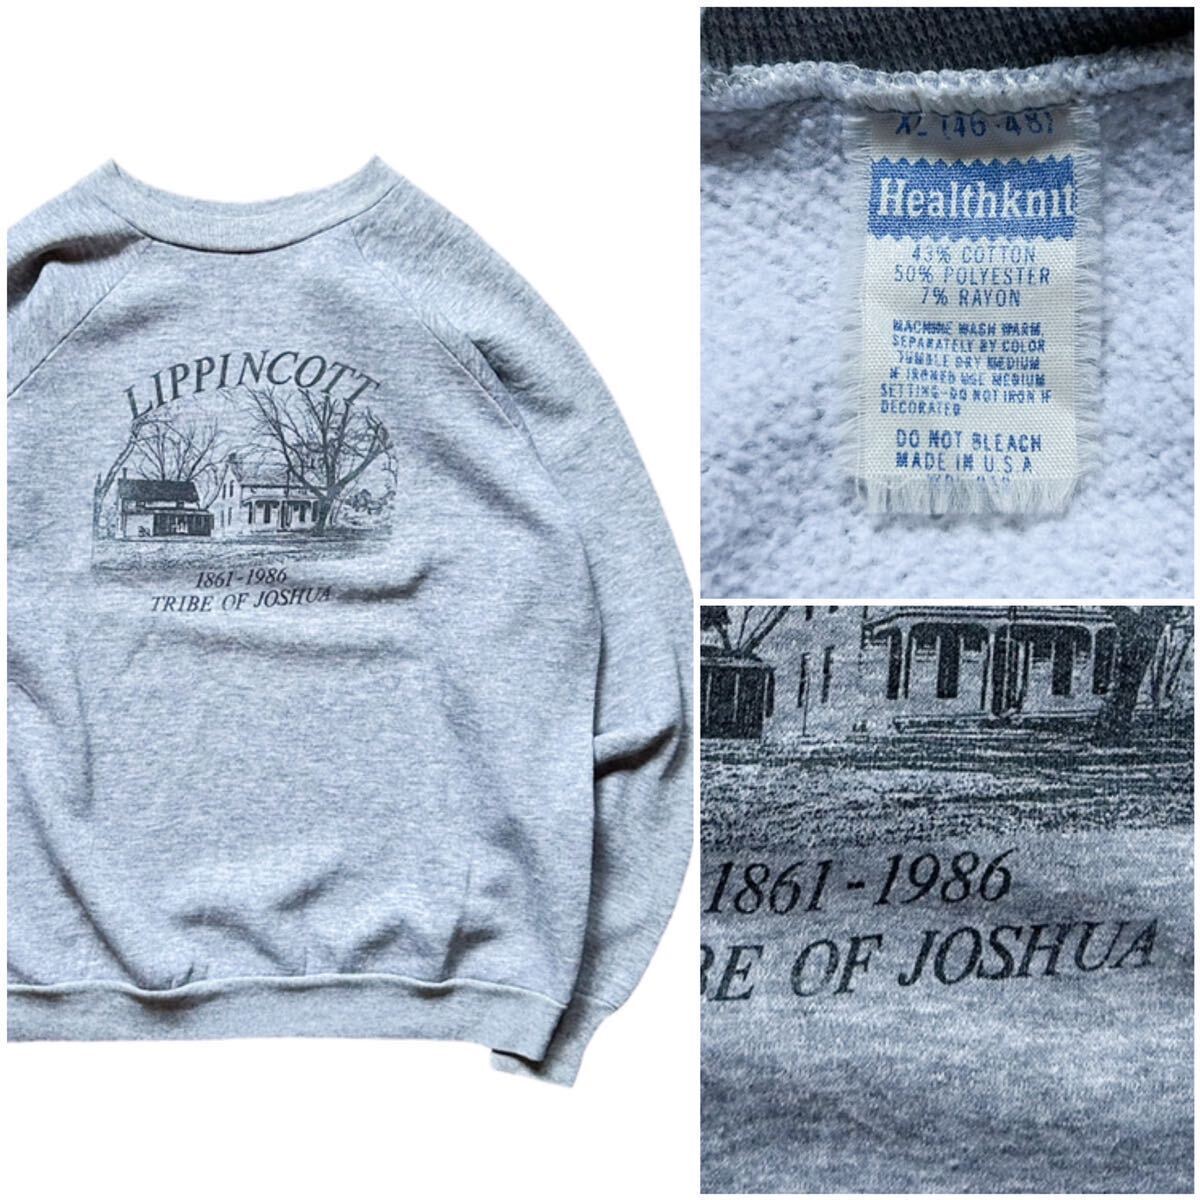 LIPPINCOTT
1861-1986
TRIBE OF JOSHUA
XL (46-48)
Healthknit
43% COTTON
50% POLYESTER
7% RAYON
MACHINE WASH WARM,
SEPARATELY BY COLOR
TUMBLE DRY MEDIUM
IF IRONED USE MEDIUM
SETTING-DO NOT IRON IF
DECORATED
DO NOT BLEACH
MADE IN U.S.A
1861-1986
BE OF JOSHUA